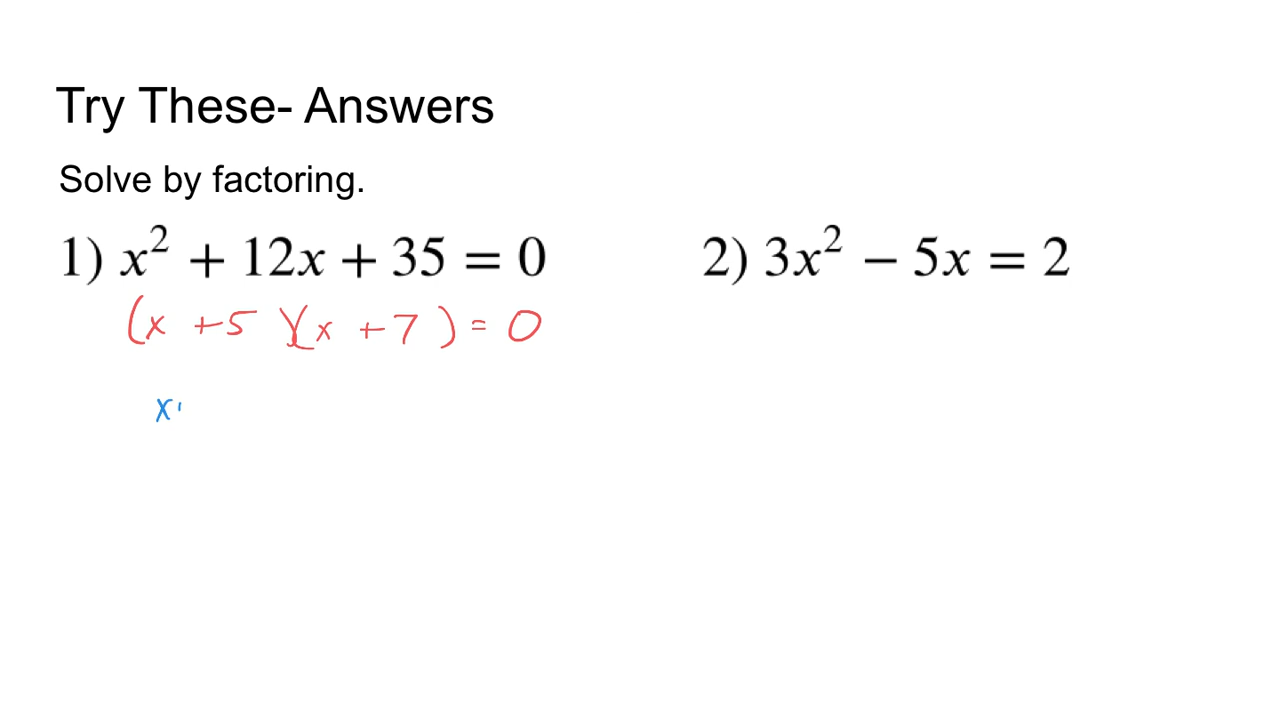 Try These- Answers
Solve by factoring.
1) x² + 12x + 35 = 0
2) 3x² − 5x = 2
(x +5 )(x +7 ) = 0
x